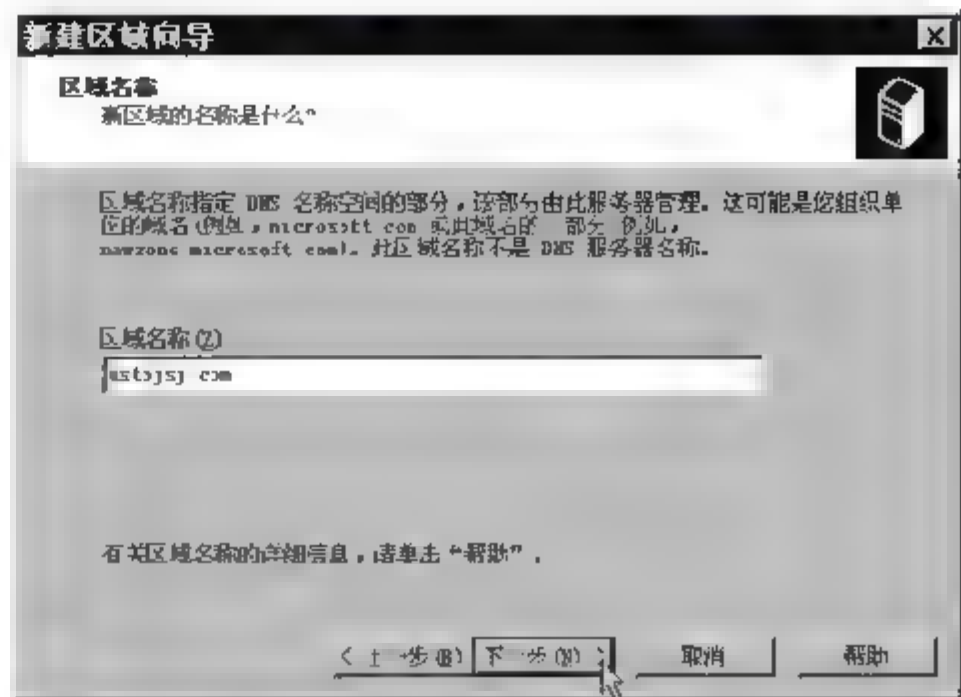 新建区域向导
区域名称
新区域的名称是什么?
区域名称指定 DNS 名称空间的部分，该部分由此服务器管理。这可能是您组织单
位的域名(例如，microsoft.com 或此域名的一部分(例如，
newzone.microsoft.com)。此区域名称不是 DNS 服务器名称。
区域名称(Z)
com
有关区域名称的详细信息，请单击“帮助”.
< 上一步(B)
下一步(N) >
取消
帮助